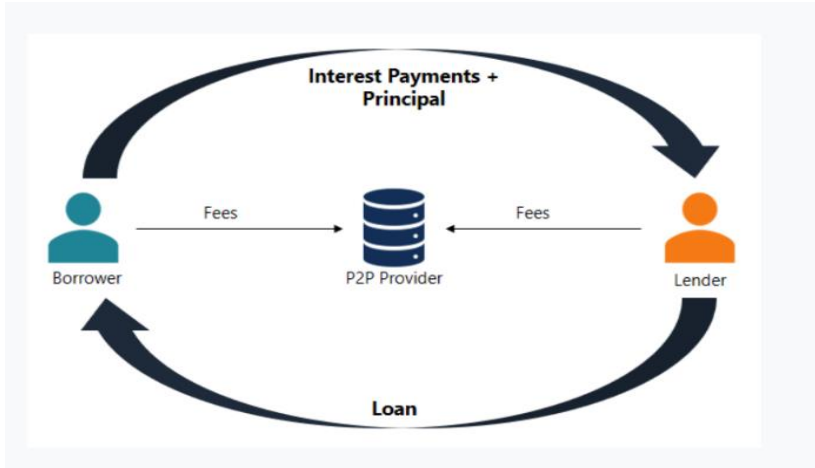 Interest Payments +
Principal
Fees
Fees
Borrower
P2P Provider
Lender
Loan